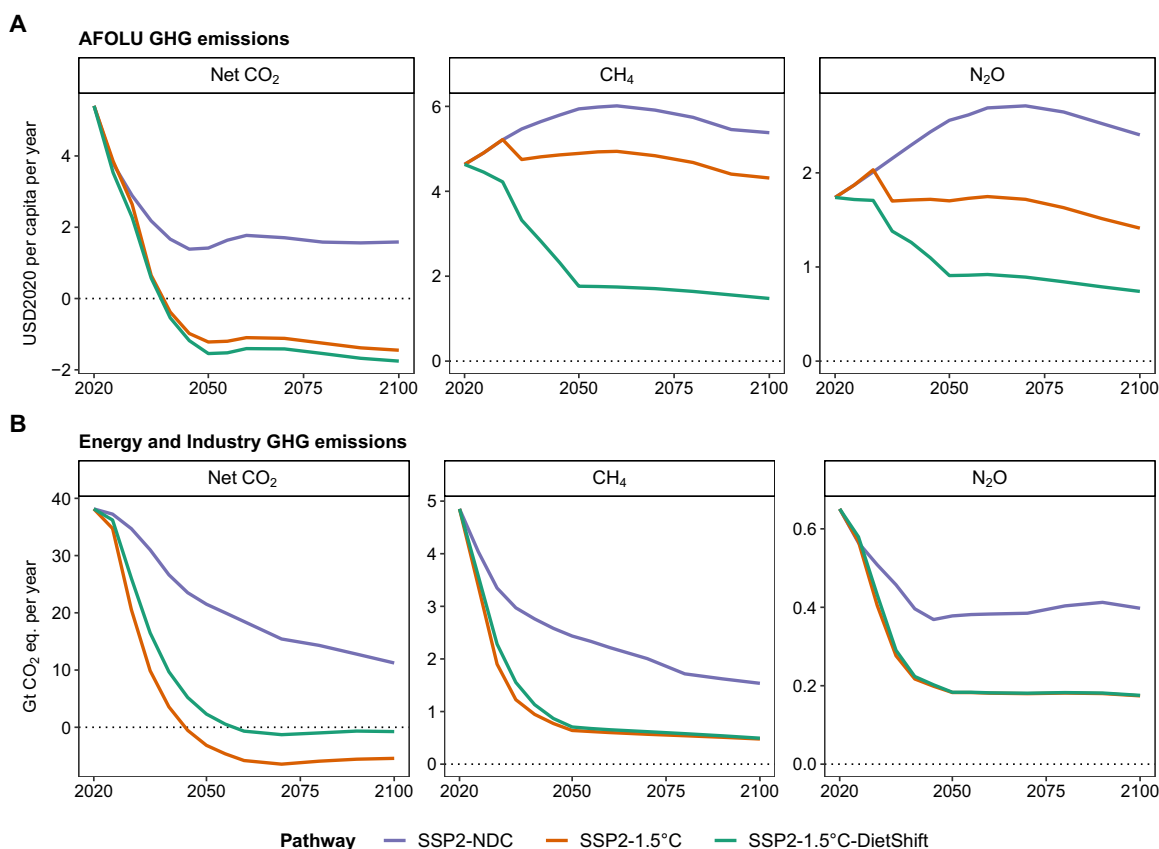 A
AFOLU GHG emissions
Net CO₂ CH₄ N₂O
USD2020 per capita per year
4
2
0
−2
6
4
2
0
2
1
0
2020 2050 2075 2100 2020 2050 2075 2100 2020 2050 2075 2100
B
Energy and Industry GHG emissions
Net CO₂ CH₄ N₂O
Gt CO₂ eq. per year
40
30
20
10
0
5
4
3
2
1
0
0.6
0.4
0.2
0.0
2020 2050 2075 2100 2020 2050 2075 2100 2020 2050 2075 2100
Pathway SSP2-NDC SSP2-1.5°C SSP2-1.5°C-DietShift